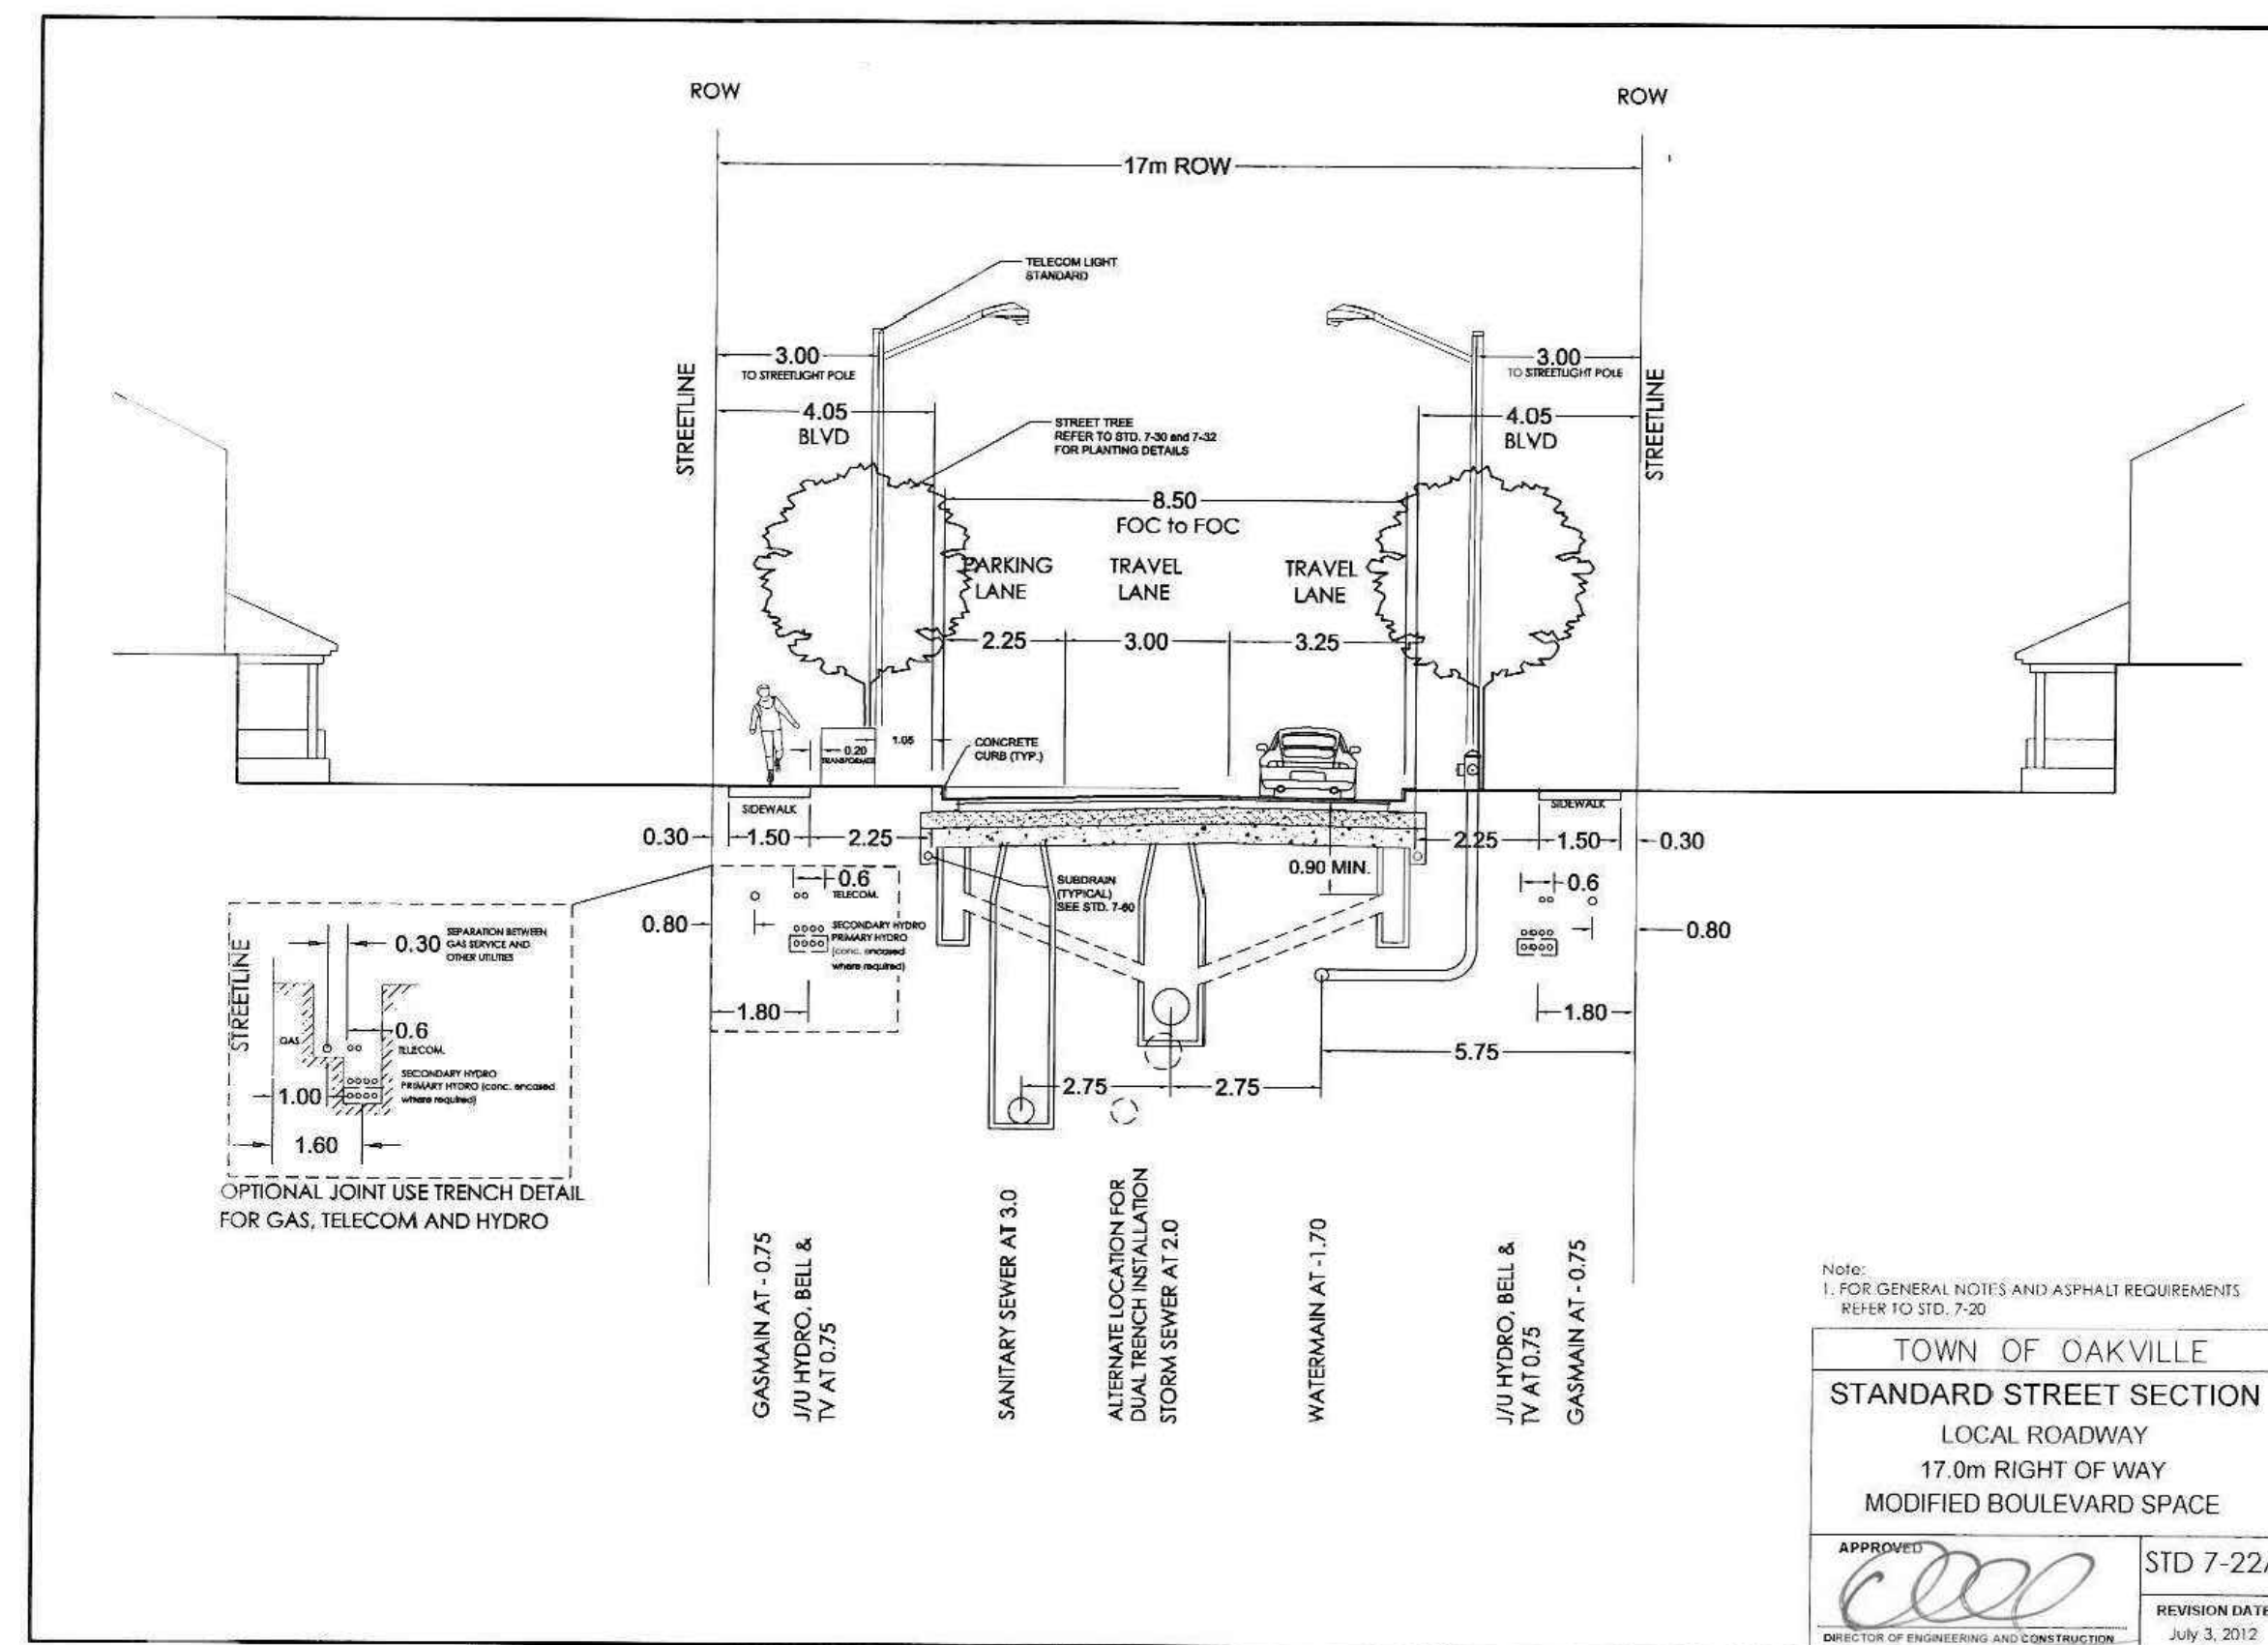 ROW
ROW
17m ROW
TELECOM LIGHT
STANDARD
3.00
TO STREETLIGHT POLE
3.00
TO STREETLIGHT POLE
STREETLINE
STREETLINE
4.05
BLVD
4.05
BLVD
STREET TREE
REFER TO STD. 7-30 and 7-32
FOR PLANTING DETAILS
8.50
FOC to FOC
PARKING
LANE
TRAVEL
LANE
TRAVEL
LANE
2.25
3.00
3.25
1.05
0.20
TRANSFORMER
CONCRETE
CURB (TYP.)
SIDEWALK
SIDEWALK
0.30
1.50
2.25
2.25
1.50
0.30
0.90 MIN.
0.6
TELECOM.
SUBDRAIN
(TYPICAL)
SEE STD. 7-60
0.6
0.80
SECONDARY HYDRO
PRIMARY HYDRO
(conc. encased
where required)
0.80
1.80
1.80
5.75
2.75
2.75
STREETLINE
0.30
SEPARATION BETWEEN
GAS SERVICE AND
OTHER UTILITIES
0.6
GAS
TELECOM.
SECONDARY HYDRO
PRIMARY HYDRO (conc. encased
where required)
1.00
1.60
OPTIONAL JOINT USE TRENCH DETAIL
FOR GAS, TELECOM AND HYDRO
GASMAIN AT - 0.75
J/U HYDRO, BELL &
TV AT 0.75
SANITARY SEWER AT 3.0
ALTERNATE LOCATION FOR
DUAL TRENCH INSTALLATION
STORM SEWER AT 2.0
WATERMAIN AT -1.70
J/U HYDRO, BELL &
TV AT 0.75
GASMAIN AT - 0.75
Note:
1. FOR GENERAL NOTES AND ASPHALT REQUIREMENTS
REFER TO STD. 7-20
TOWN OF OAKVILLE
STANDARD STREET SECTION
LOCAL ROADWAY
17.0m RIGHT OF WAY
MODIFIED BOULEVARD SPACE
APPROVED
STD 7-22
REVISION DATE
July 3, 2012
DIRECTOR OF ENGINEERING AND CONSTRUCTION